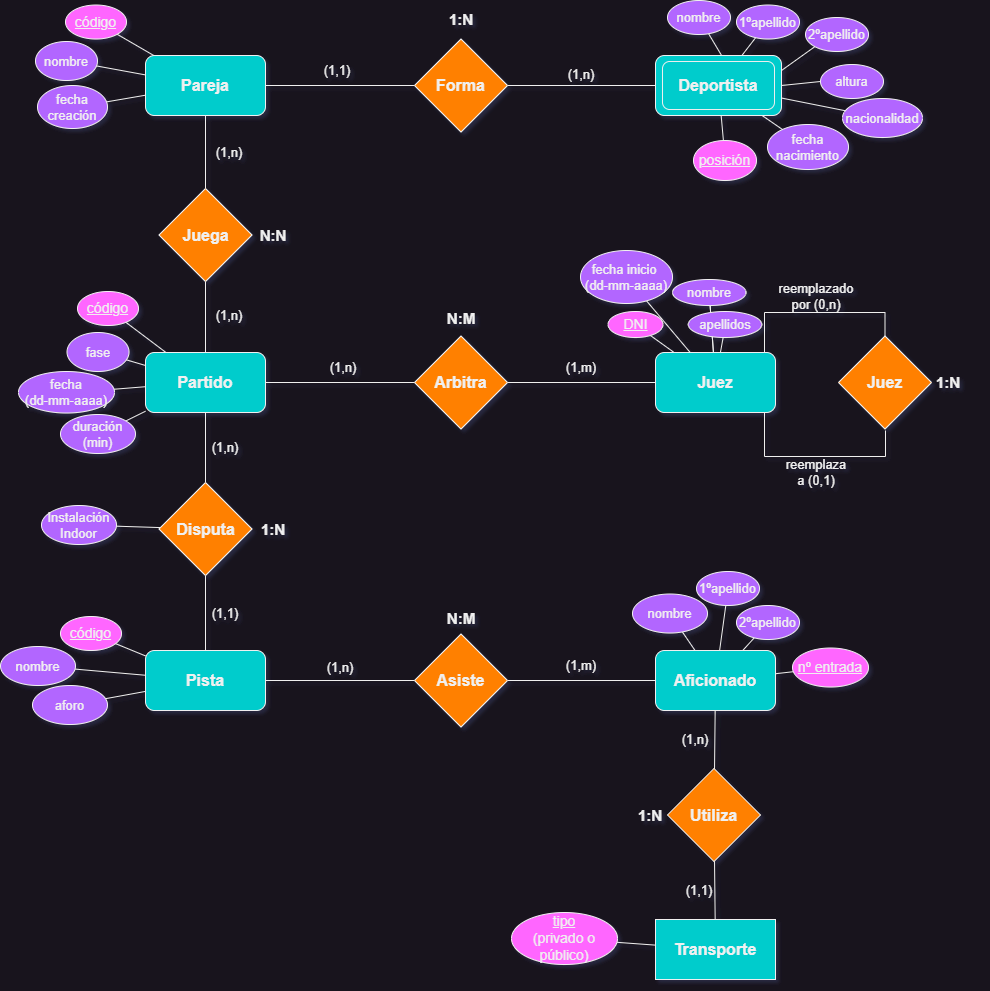 código
nombre
fecha
creación
Pareja
(1,1)
1:N
Forma
(1,n)
nombre
1ºapellido
2ºapellido
altura
nacionalidad
fecha
nacimiento
posición
Deportista
(1,n)
Juega
N:N
(1,n)
código
fase
fecha
(dd-mm-aaaa)
duración
(min)
Partido
(1,n)
N:M
Arbitra
(1,m)
fecha inicio
(dd-mm-aaaa)
nombre
DNI
apellidos
Juez
reemplazado
por (0,n)
Juez
1:N
reemplaza
a (0,1)
(1,n)
Instalación
Indoor
Disputa
1:N
(1,1)
código
nombre
aforo
Pista
(1,n)
N:M
Asiste
(1,m)
nombre
1ºapellido
2ºapellido
nº entrada
Aficionado
(1,n)
1:N
Utiliza
(1,1)
tipo
(privado o
público)
Transporte